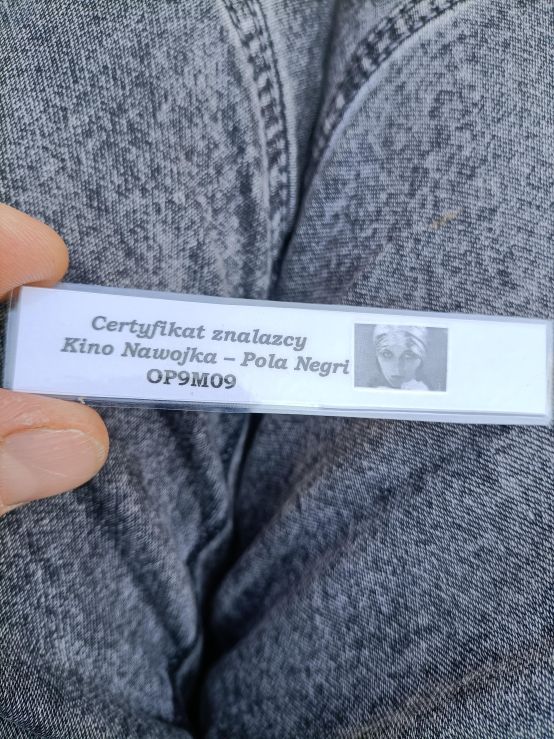 Certyfikat znalazcy
Kino Nawojka – Pola Negri
OP9M09